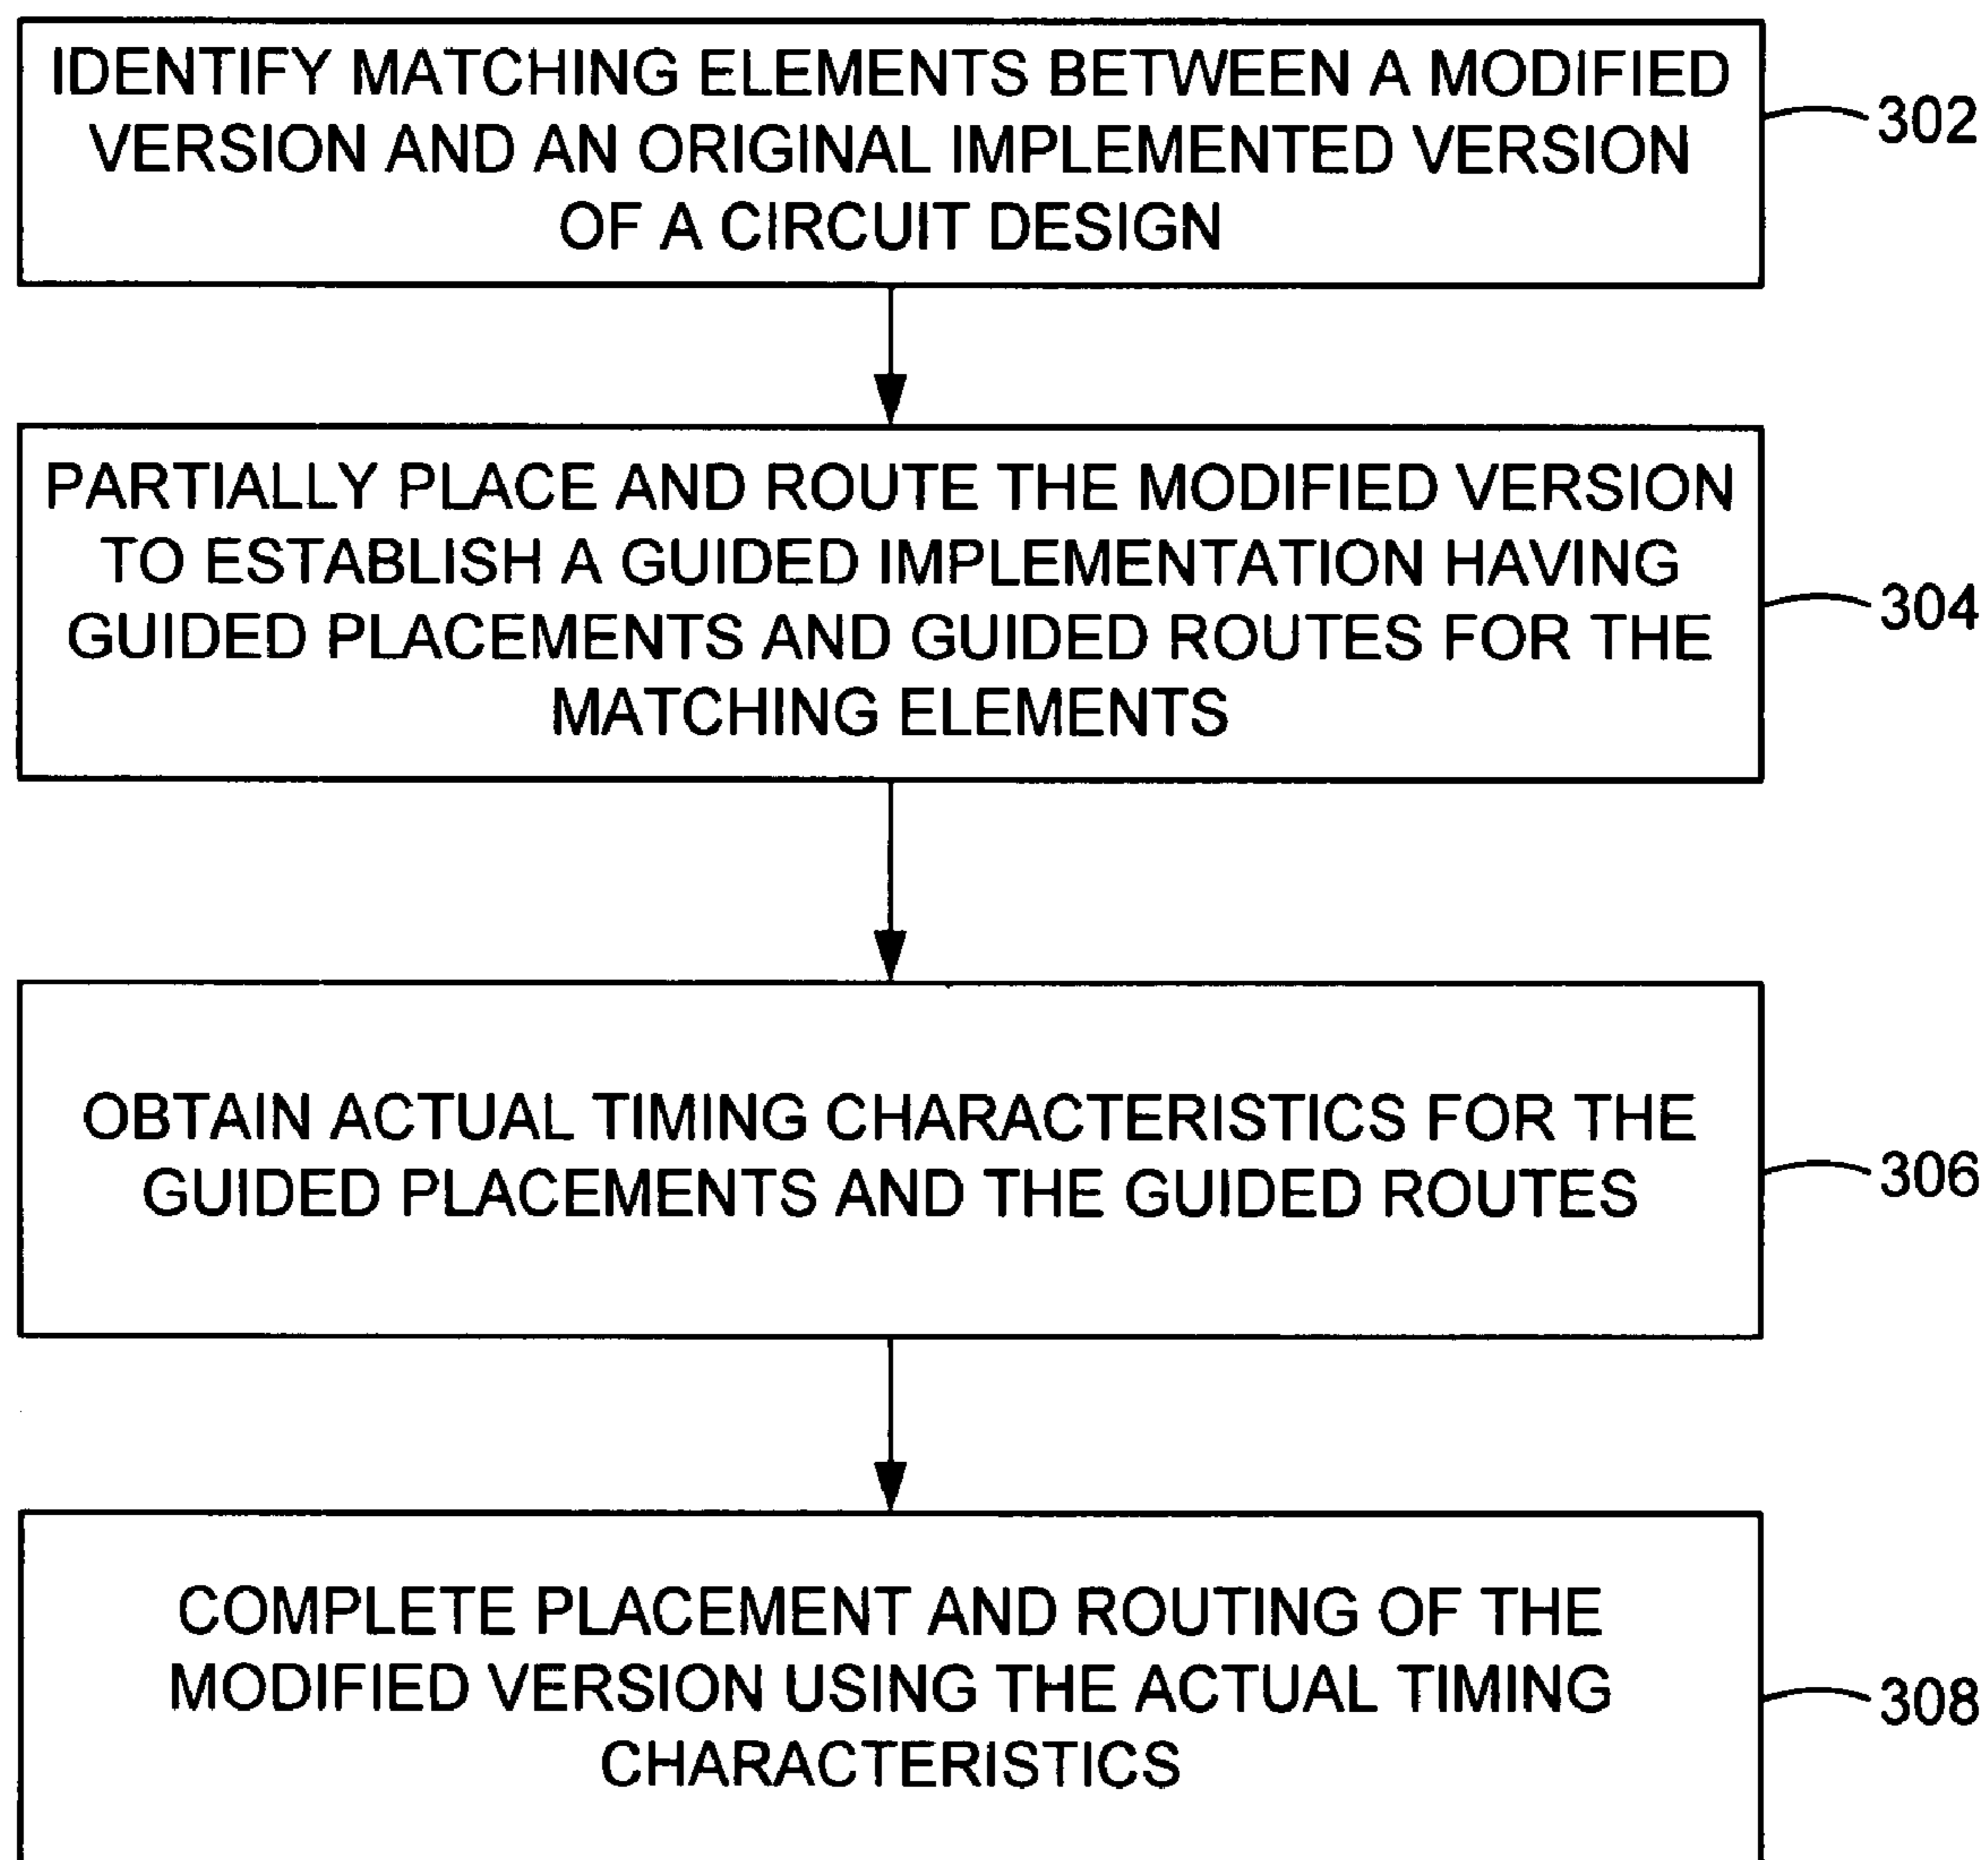 IDENTIFY MATCHING ELEMENTS BETWEEN A MODIFIED
VERSION AND AN ORIGINAL IMPLEMENTED VERSION
OF A CIRCUIT DESIGN
302
PARTIALLY PLACE AND ROUTE THE MODIFIED VERSION
TO ESTABLISH A GUIDED IMPLEMENTATION HAVING
GUIDED PLACEMENTS AND GUIDED ROUTES FOR THE
MATCHING ELEMENTS
304
OBTAIN ACTUAL TIMING CHARACTERISTICS FOR THE
GUIDED PLACEMENTS AND THE GUIDED ROUTES
306
COMPLETE PLACEMENT AND ROUTING OF THE
MODIFIED VERSION USING THE ACTUAL TIMING
CHARACTERISTICS
308